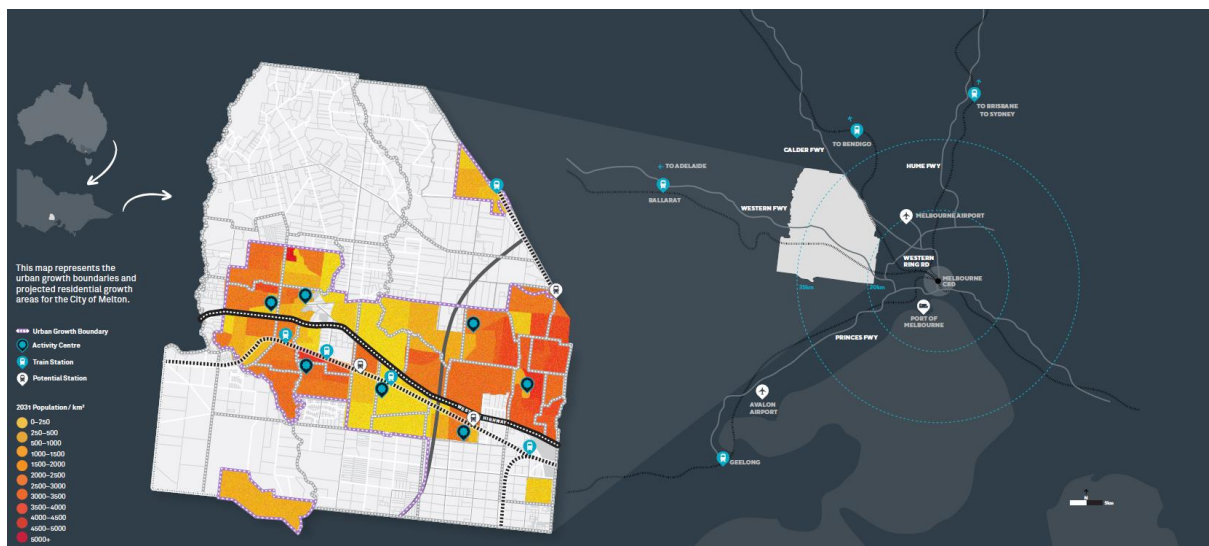 This map represents the
urban growth boundaries and
projected residential growth
areas for the City of Melton.
Urban Growth Boundary
Activity Centre
Train Station
Potential Station
2031 Population / km²
0–250
250–500
500–1000
1000–1500
1500–2000
2000–2500
2500–3000
3000–3500
3500–4000
4000–4500
4500–5000
5000+
HIGHWAY
TO BRISBANE
TO SYDNEY
TO BENDIGO
CALDER FWY
HUME FWY
TO ADELAIDE
BALLARAT
WESTERN FWY
MELBOURNE AIRPORT
WESTERN
RING RD
MELBOURNE
CBD
PORT OF
MELBOURNE
PRINCES FWY
AVALON
AIRPORT
GEELONG
N